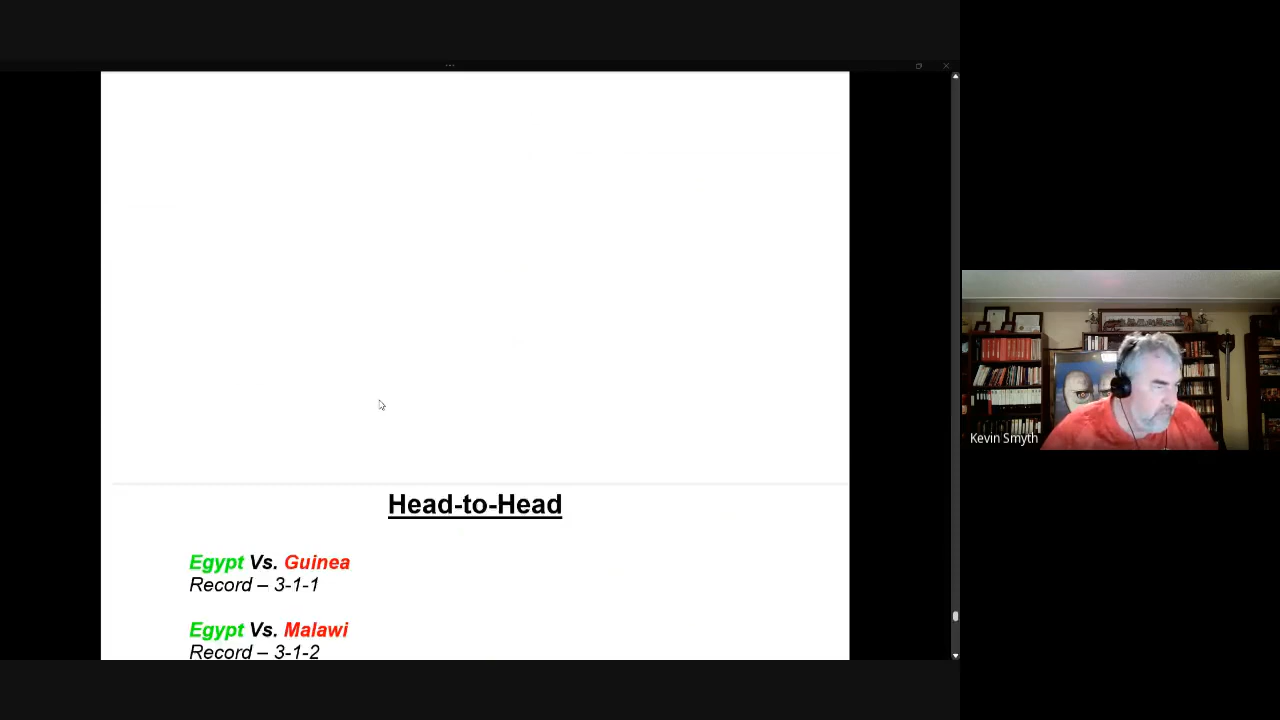 Head-to-Head
Egypt Vs. Guinea
Record – 3-1-1
Egypt Vs. Malawi
Record – 3-1-2
Kevin Smyth